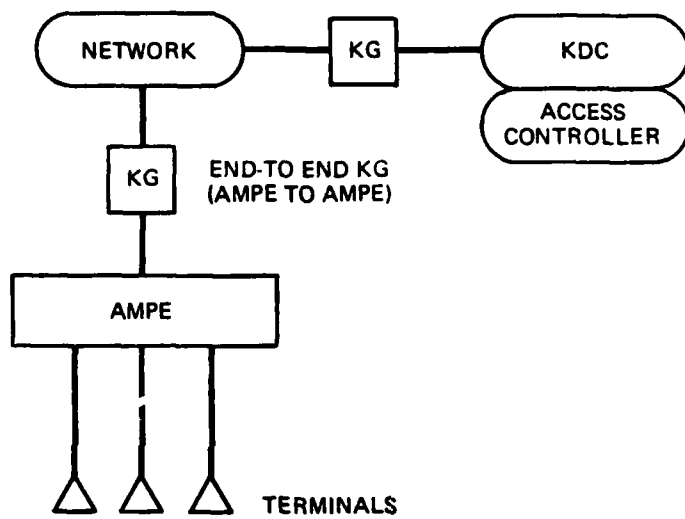 NETWORK
KG
KDC
ACCESS
CONTROLLER
KG
END-TO END KG
(AMPE TO AMPE)
AMPE
TERMINALS